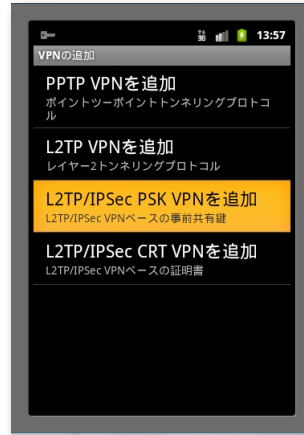 3G
13:57
VPNの追加
PPTP VPNを追加
ポイントツーポイントトンネリングプロトコ
ル
L2TP VPNを追加
レイヤー2トンネリングプロトコル
L2TP/IPSec PSK VPNを追加
L2TP/IPSec VPNベースの事前共有鍵
L2TP/IPSec CRT VPNを追加
L2TP/IPSec VPNベースの証明書